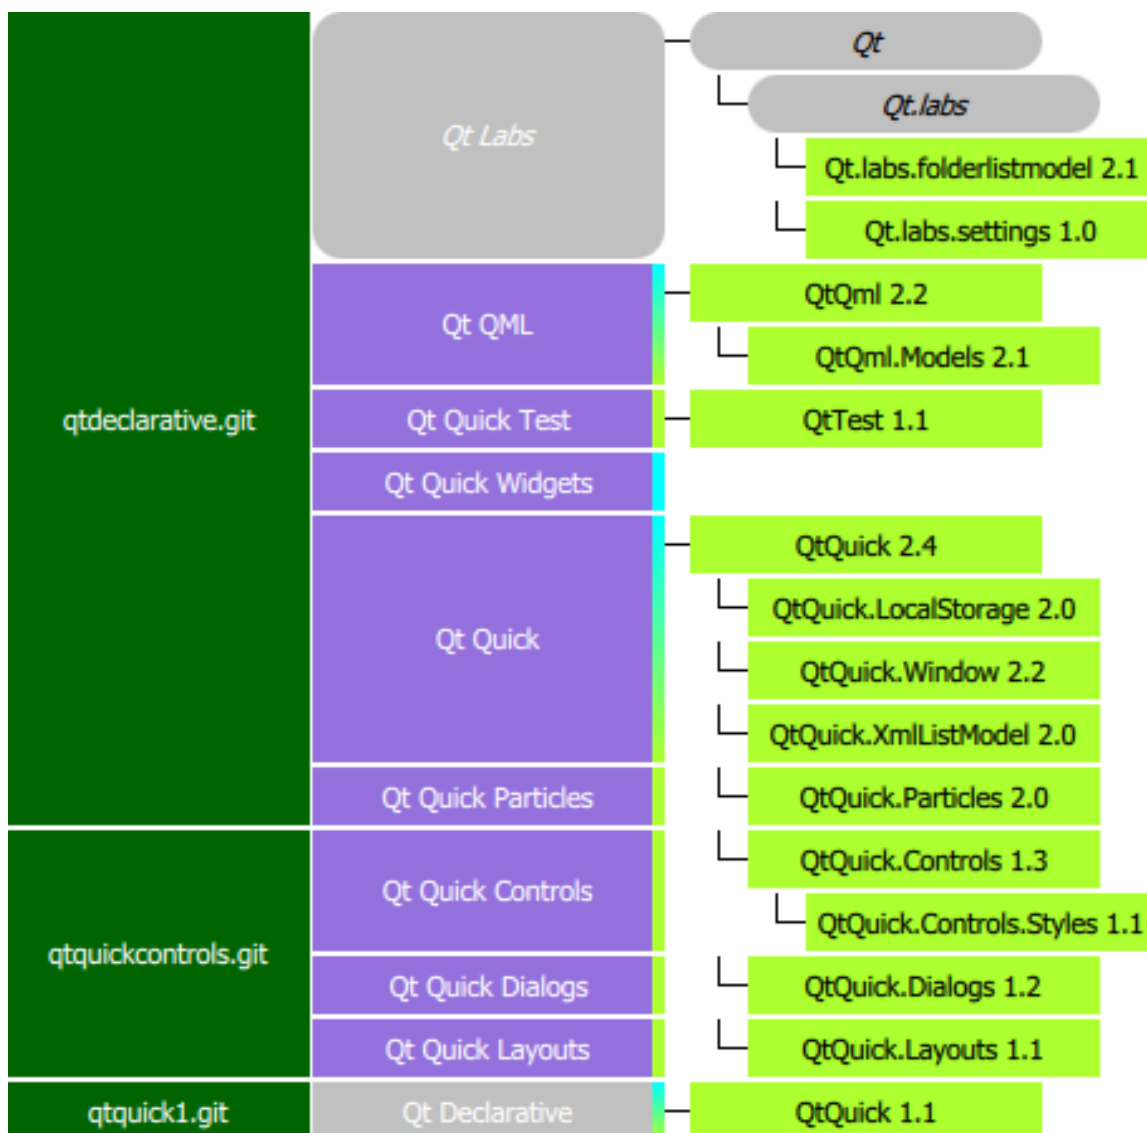 Qt
Qt.labs
Qt Labs
Qt.labs.folderlistmodel 2.1
Qt.labs.settings 1.0
QtQml 2.2
Qt QML
QtQml.Models 2.1
qtdeclarative.git
Qt Quick Test
QtTest 1.1
Qt Quick Widgets
QtQuick 2.4
QtQuick.LocalStorage 2.0
Qt Quick
QtQuick.Window 2.2
QtQuick.XmlListModel 2.0
Qt Quick Particles
QtQuick.Particles 2.0
QtQuick.Controls 1.3
Qt Quick Controls
QtQuick.Controls.Styles 1.1
qtquickcontrols.git
Qt Quick Dialogs
QtQuick.Dialogs 1.2
Qt Quick Layouts
QtQuick.Layouts 1.1
qtquick1.git
Qt Declarative
QtQuick 1.1